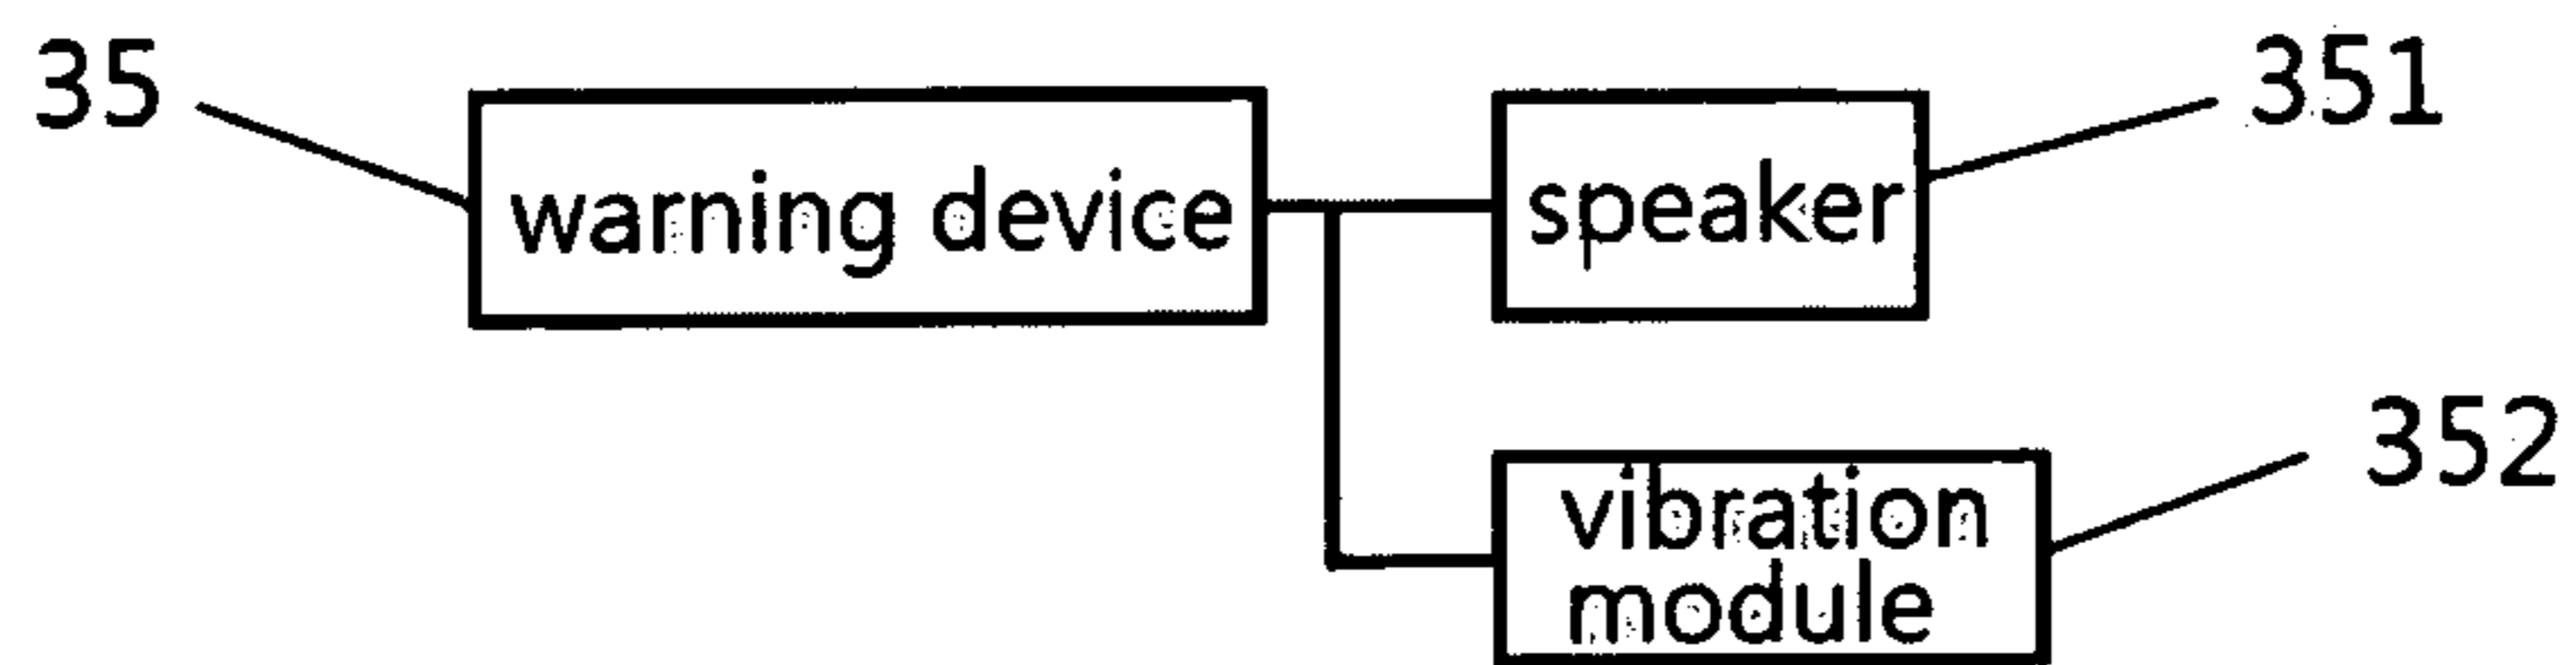 35
warning device
speaker
351
vibration
module
352